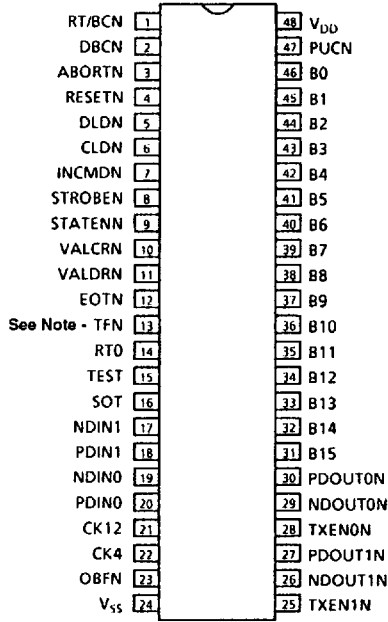 RT/BCN 1 48 VDD
DBCN 2 47 PUCN
ABORTN 3 46 B0
RESETN 4 45 B1
DLDN 5 44 B2
CLDN 6 43 B3
INCMDN 7 42 B4
STROBEN 8 41 B5
STATENN 9 40 B6
VALCRN 10 39 B7
VALDRN 11 38 B8
EOTN 12 37 B9
See Note - TFN 13 36 B10
RT0 14 35 B11
TEST 15 34 B12
SOT 16 33 B13
NDIN1 17 32 B14
PDIN1 18 31 B15
NDIN0 19 30 PDOUT0N
PDIN0 20 29 NDOUT0N
CK12 21 28 TXEN0N
CK4 22 27 PDOUT1N
OBFN 23 26 NDOUT1N
VSS 24 25 TXEN1N